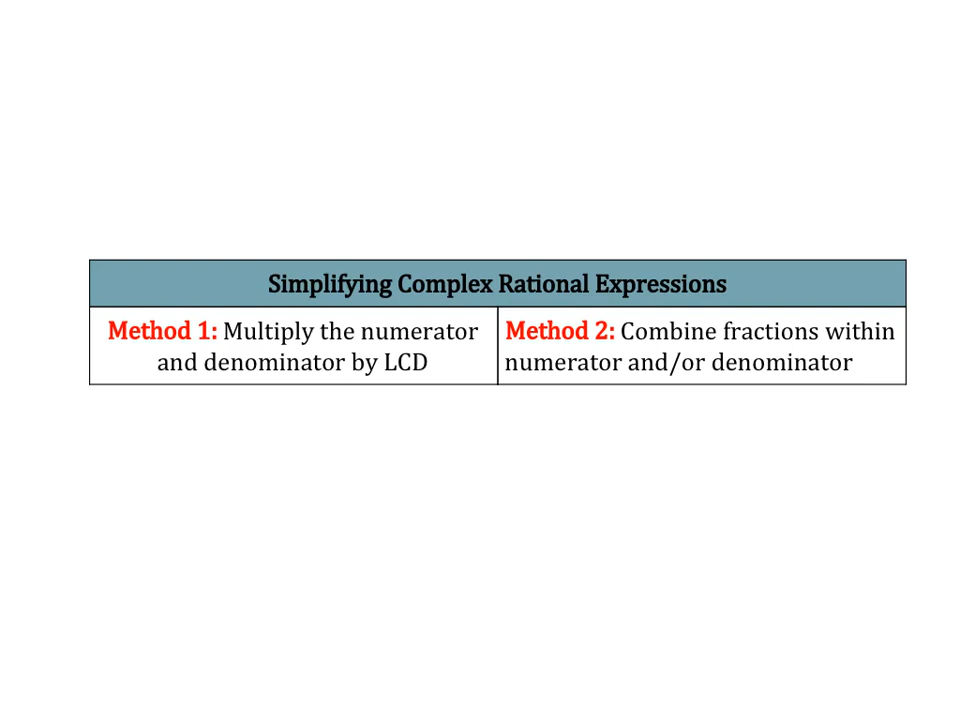 Simplifying Complex Rational Expressions
Method 1: Multiply the numerator
and denominator by LCD
Method 2: Combine fractions within
numerator and/or denominator